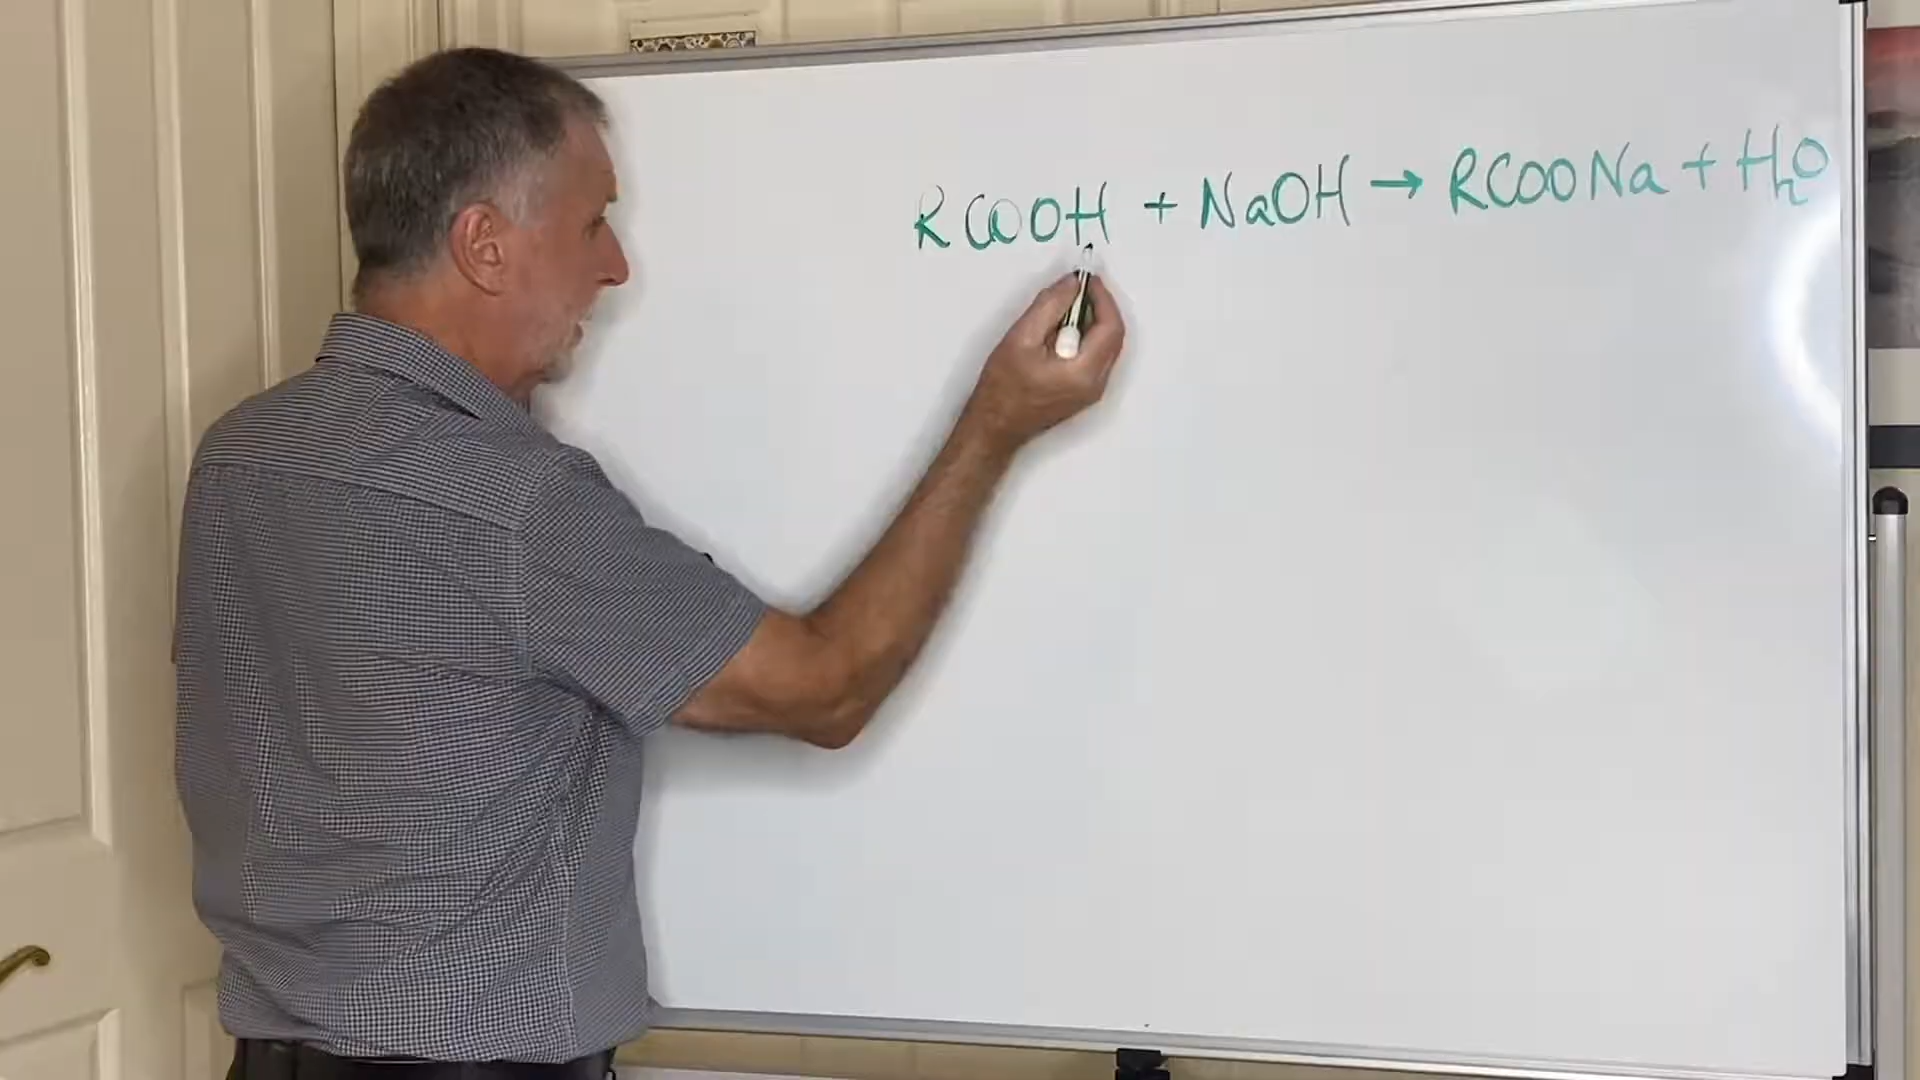 RCOOH + NaOH → RCOONa + H₂O